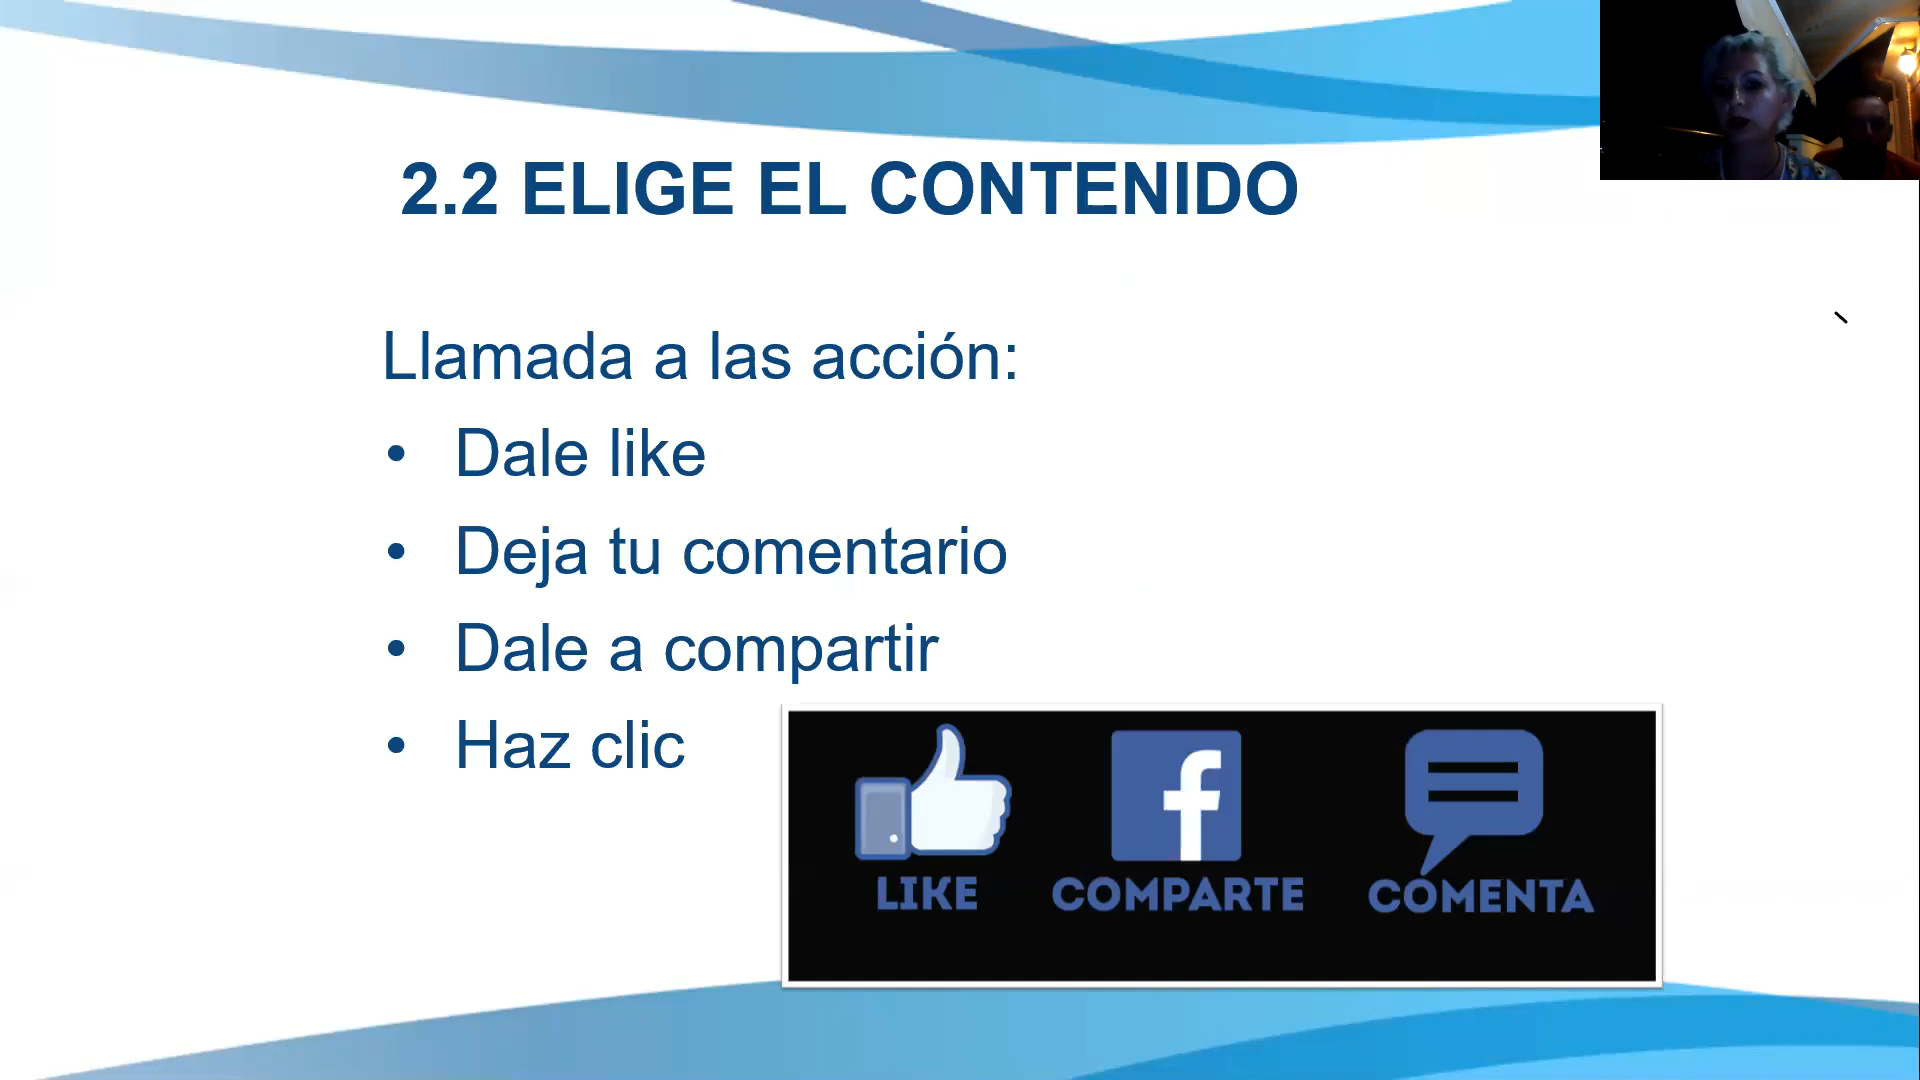 2.2 ELIGE EL CONTENIDO
Llamada a las acción:
• Dale like
• Deja tu comentario
• Dale a compartir
• Haz clic
LIKE COMPARTE COMENTA